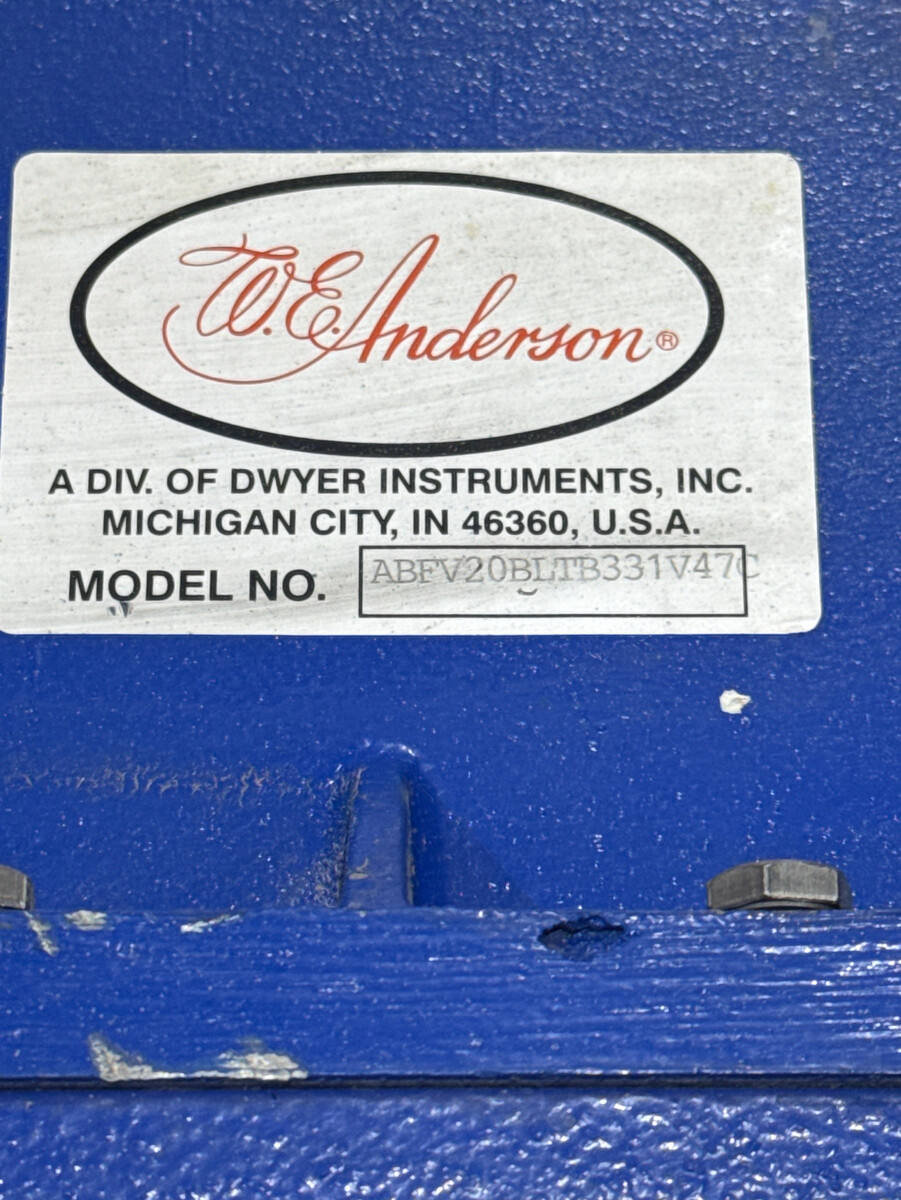 W.E. Anderson®
A DIV. OF DWYER INSTRUMENTS, INC.
MICHIGAN CITY, IN 46360, U.S.A.
MODEL NO. ABFV20BLTB331V47C